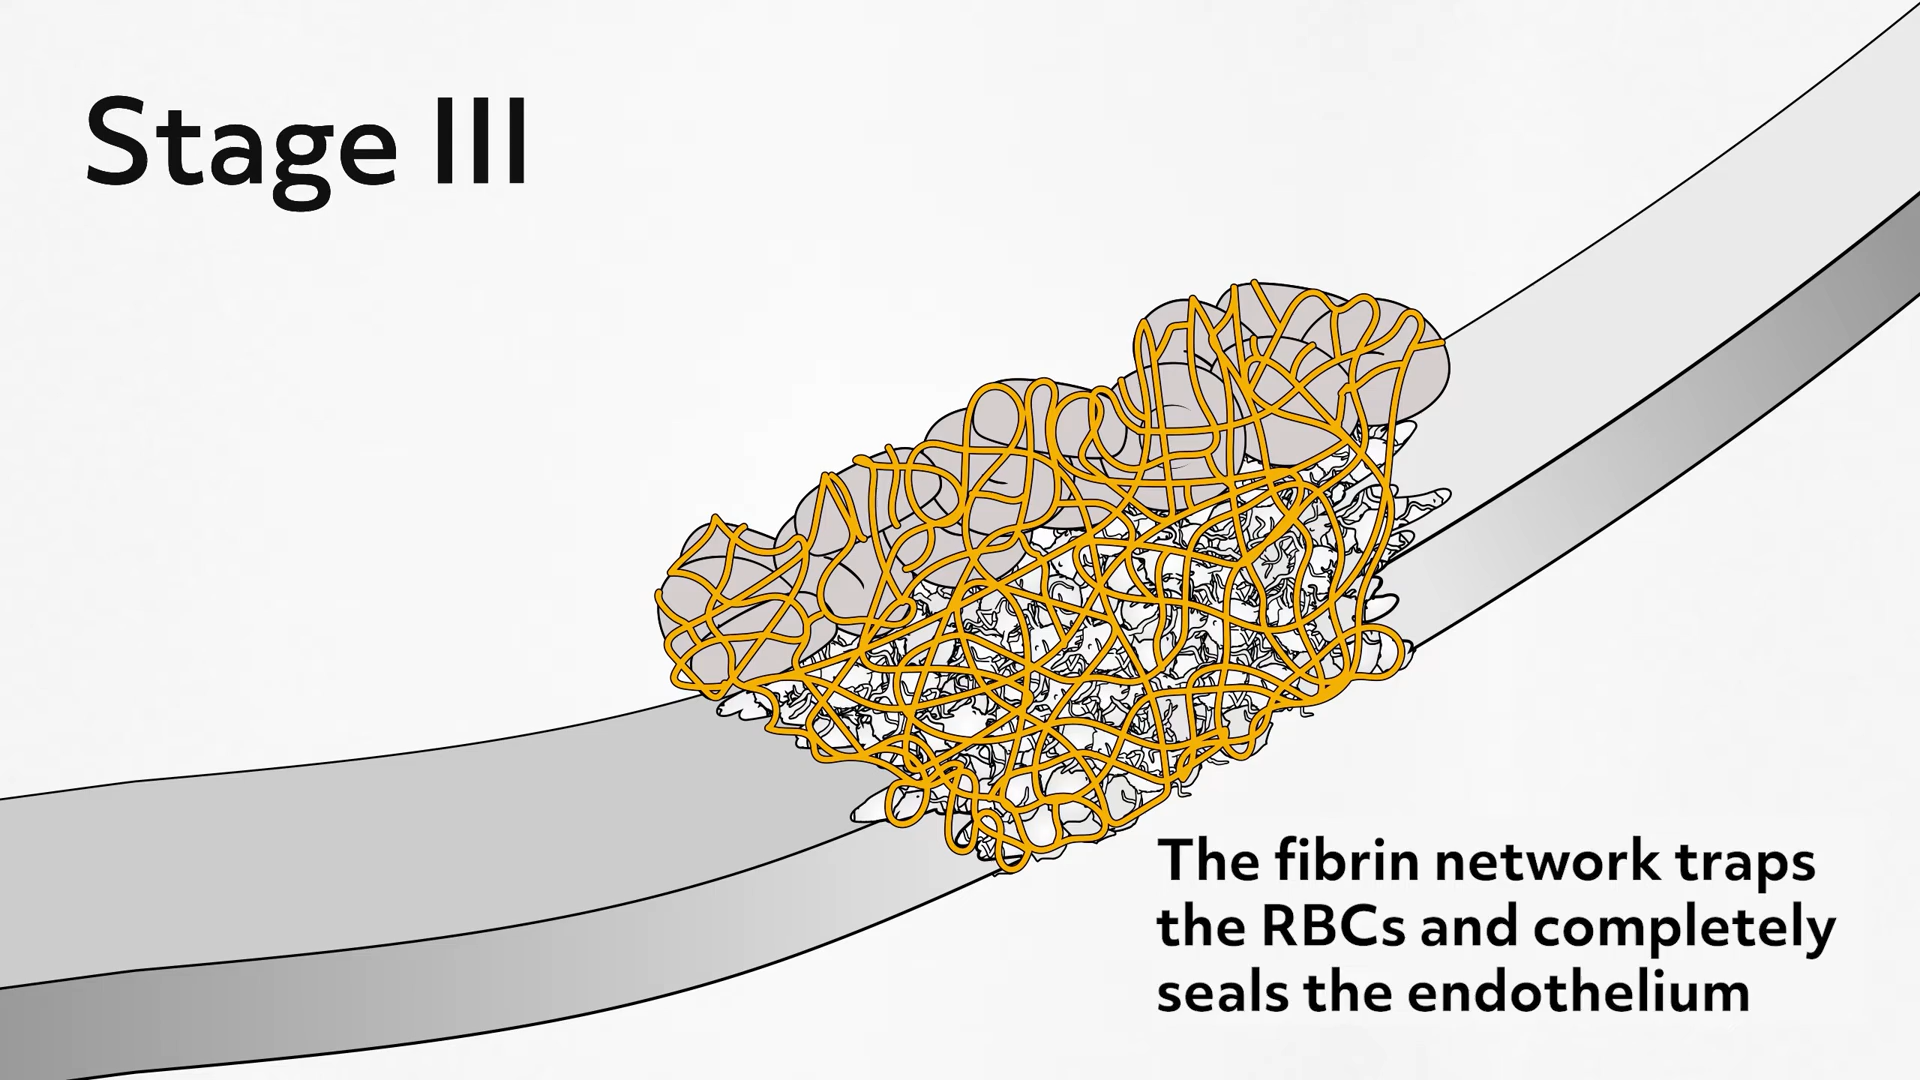 Stage III
The fibrin network traps
the RBCs and completely
seals the endothelium